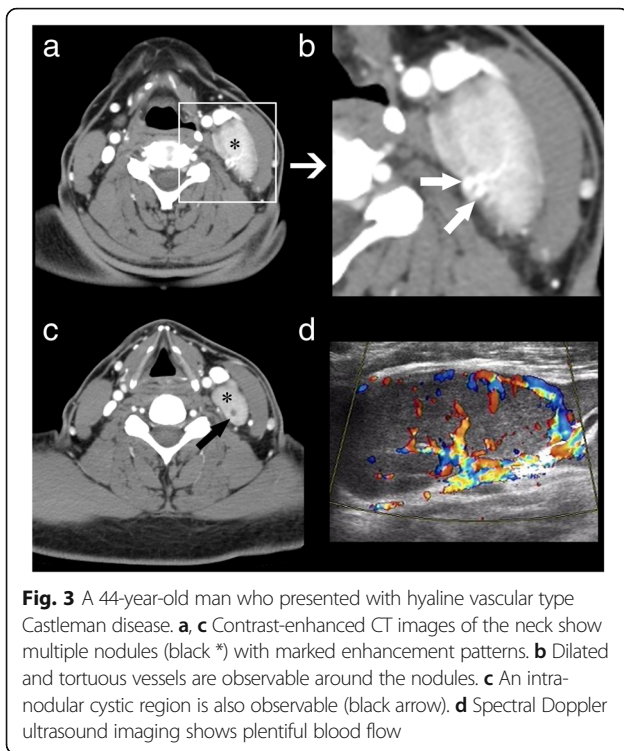 a
b
*
c
d
*
Fig. 3 A 44-year-old man who presented with hyaline vascular type
Castleman disease. a, c Contrast-enhanced CT images of the neck show
multiple nodules (black *) with marked enhancement patterns. b Dilated
and tortuous vessels are observable around the nodules. c An intra-
nodular cystic region is also observable (black arrow). d Spectral Doppler
ultrasound imaging shows plentiful blood flow